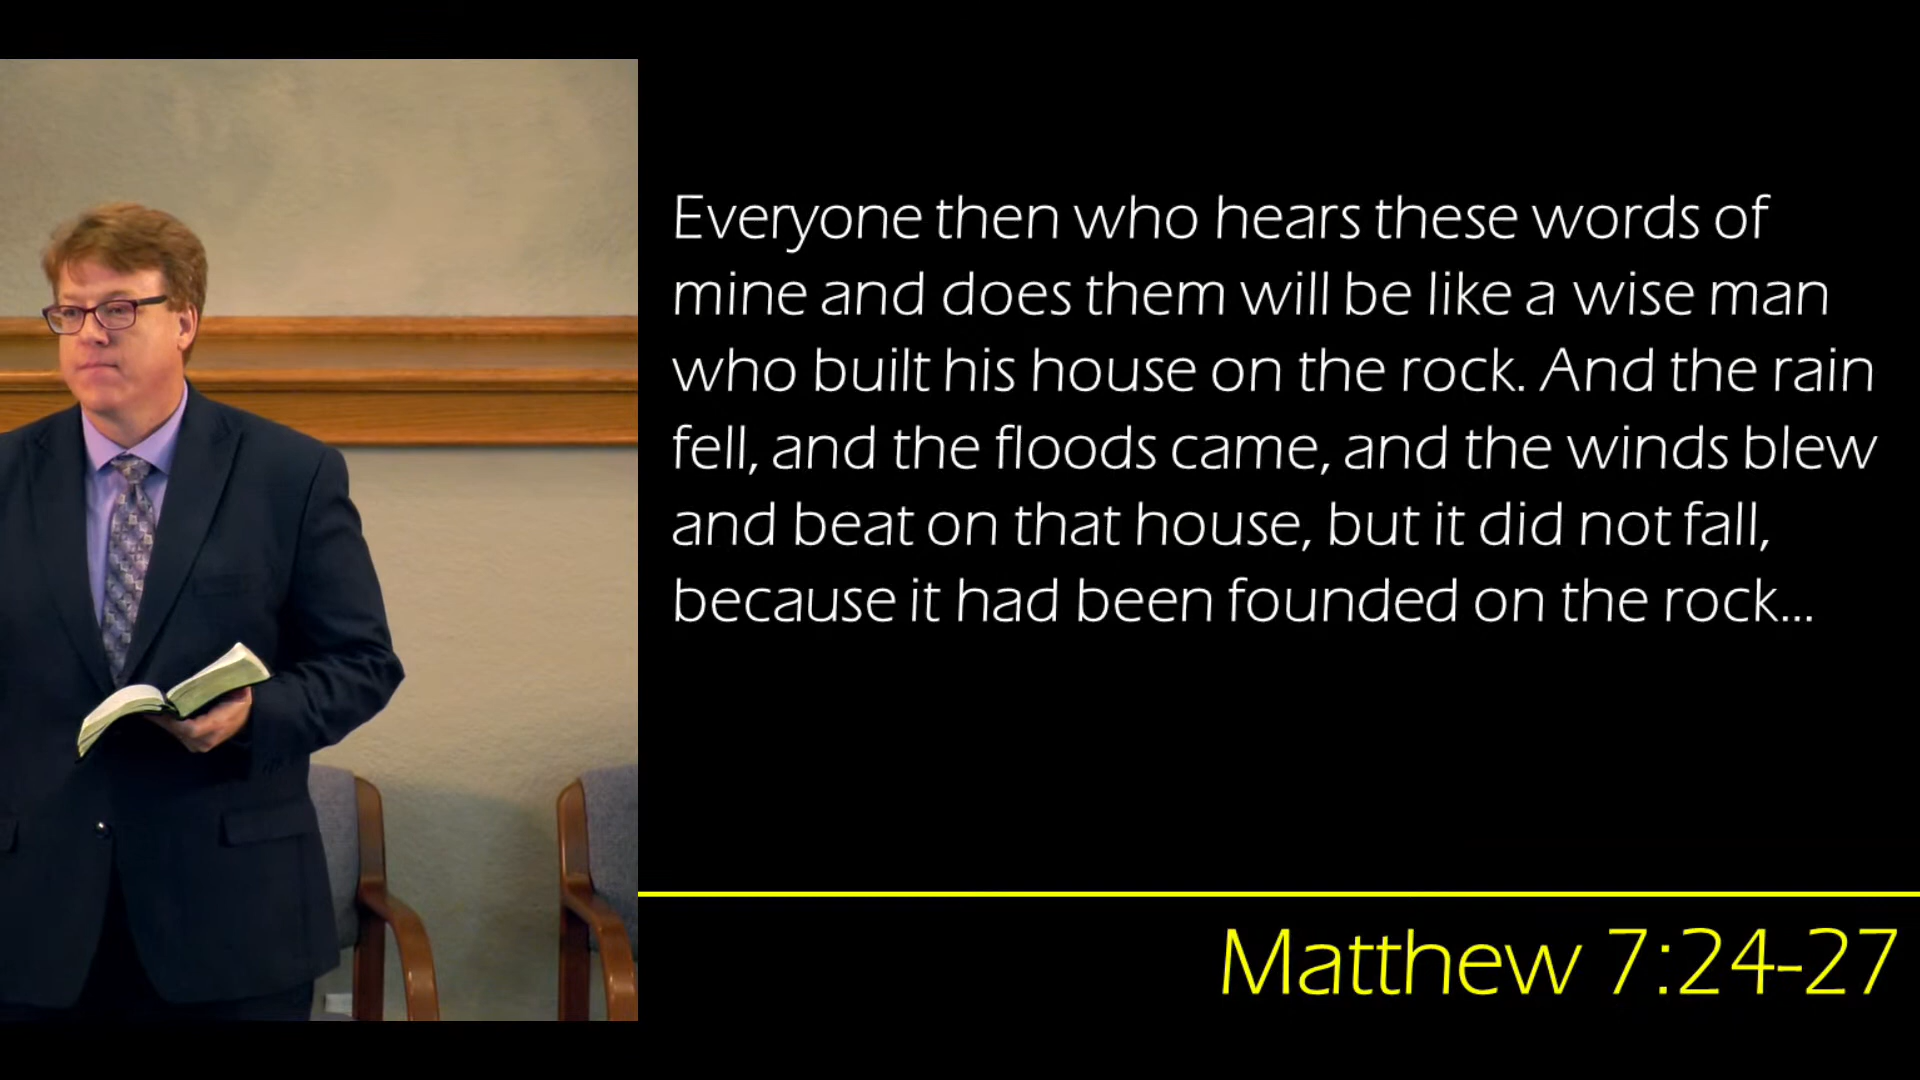 Everyone then who hears these words of
mine and does them will be like a wise man
who built his house on the rock. And the rain
fell, and the floods came, and the winds blew
and beat on that house, but it did not fall,
because it had been founded on the rock...
Matthew 7:24-27